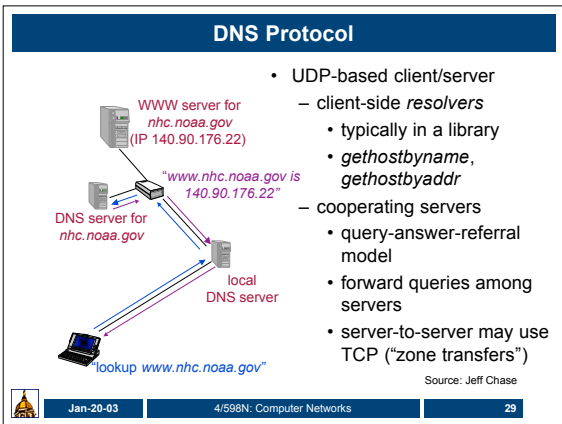 DNS Protocol
WWW server for
nhc.noaa.gov
(IP 140.90.176.22)
"www.nhc.noaa.gov is
140.90.176.22"
DNS server for
nhc.noaa.gov
local
DNS server
"lookup www.nhc.noaa.gov"
• UDP-based client/server
– client-side resolvers
• typically in a library
• gethostbyname,
gethostbyaddr
– cooperating servers
• query-answer-referral
model
• forward queries among
servers
• server-to-server may use
TCP ("zone transfers")
Source: Jeff Chase
Jan-20-03
4/598N: Computer Networks
29